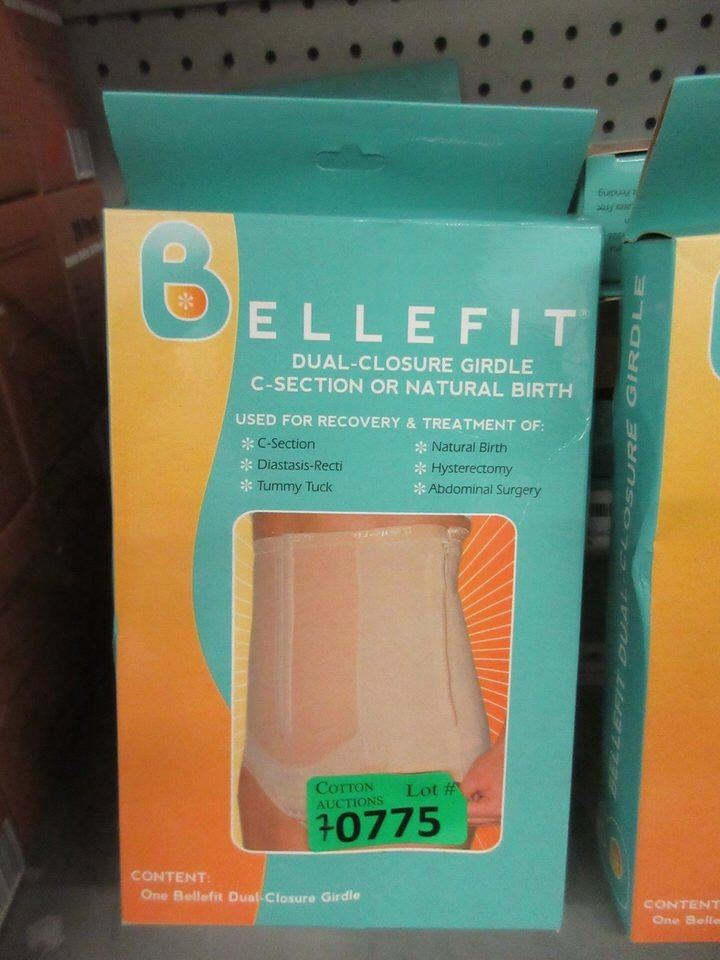 BELLEFIT®
DUAL-CLOSURE GIRDLE
C-SECTION OR NATURAL BIRTH
USED FOR RECOVERY & TREATMENT OF:
C-Section
Diastasis-Recti
Tummy Tuck
Natural Birth
Hysterectomy
Abdominal Surgery
COTTON
AUCTIONS
Lot #
10775
CONTENT:
One Bellefit Dual-Closure Girdle
BELLEFIT DUAL-CLOSURE GIRDLE
CONTENT
One Belle
Pending